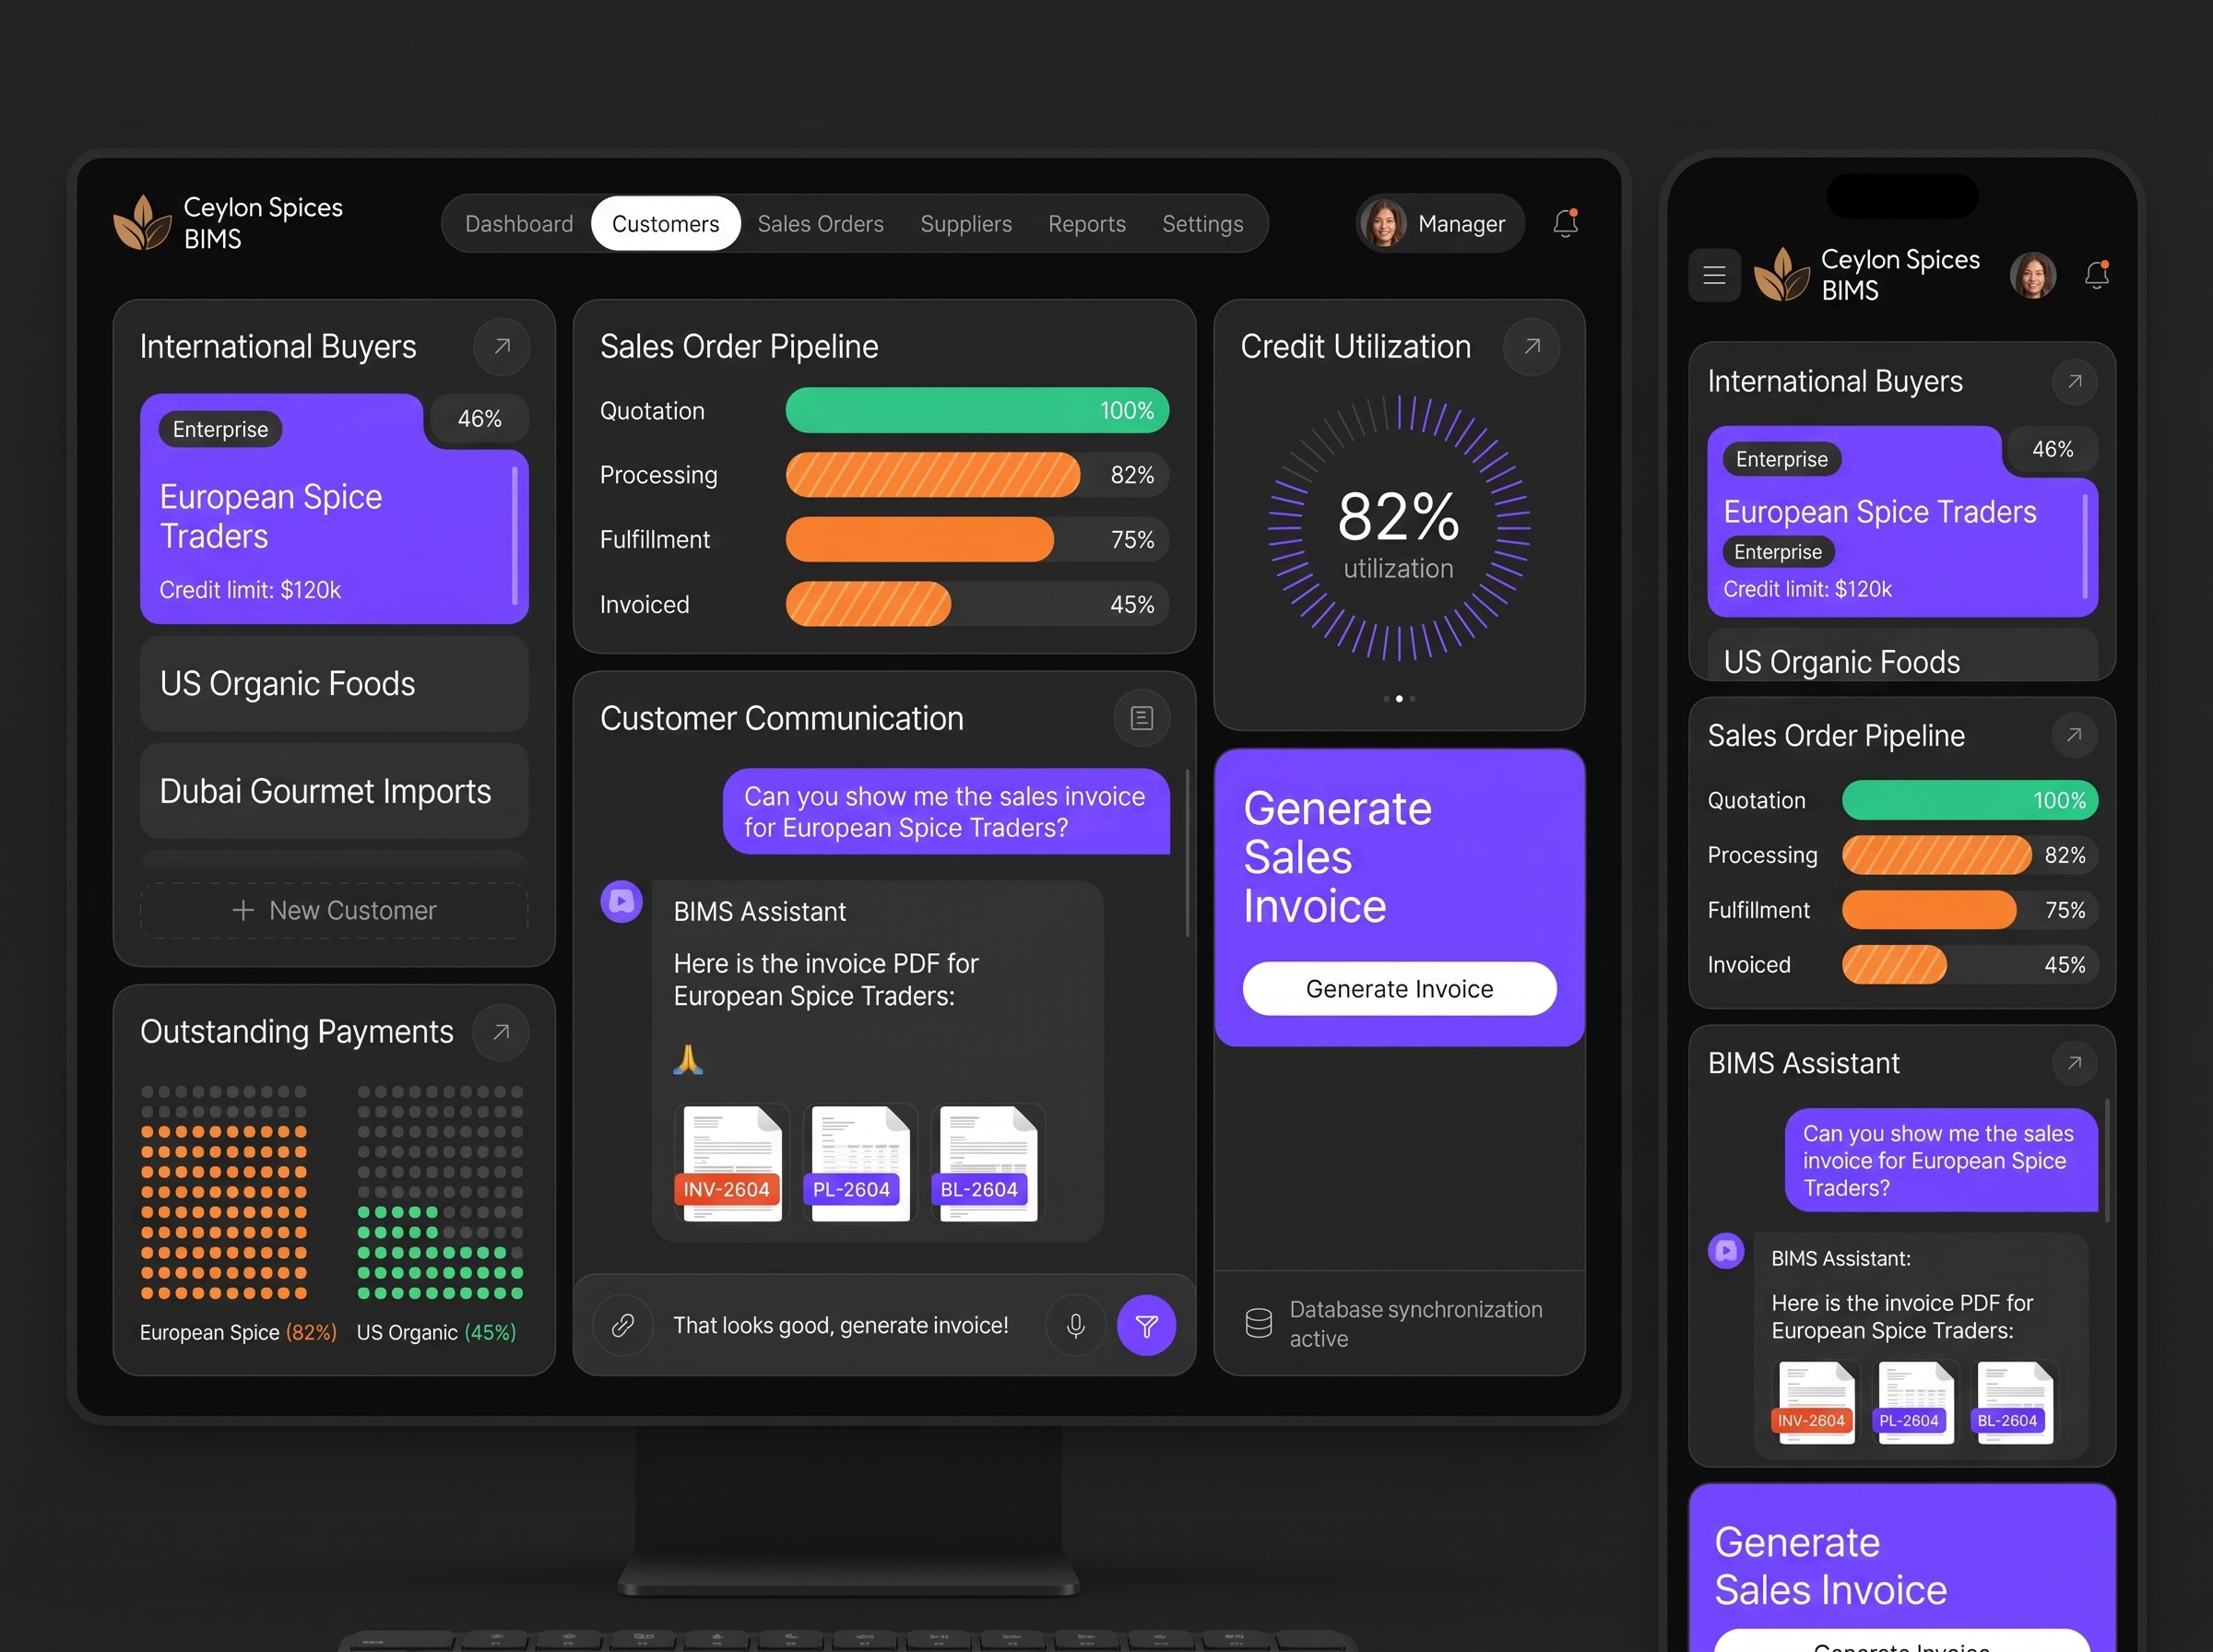 Ceylon Spices
BIMS
Dashboard
Customers
Sales Orders
Suppliers
Reports
Settings
Manager
International Buyers
Enterprise
46%
European Spice
Traders
Credit limit: $120k
US Organic Foods
Dubai Gourmet Imports
+ New Customer
Outstanding Payments
European Spice (82%)
US Organic (45%)
Sales Order Pipeline
Quotation
100%
Processing
82%
Fulfillment
75%
Invoiced
45%
Customer Communication
Can you show me the sales invoice
for European Spice Traders?
BIMS Assistant
Here is the invoice PDF for
European Spice Traders:
🙏
INV-2604
PL-2604
BL-2604
That looks good, generate invoice!
Credit Utilization
82%
utilization
Generate
Sales
Invoice
Generate Invoice
Database synchronization
active
Ceylon Spices
BIMS
International Buyers
Enterprise
46%
European Spice Traders
Enterprise
Credit limit: $120k
US Organic Foods
Sales Order Pipeline
Quotation
100%
Processing
82%
Fulfillment
75%
Invoiced
45%
BIMS Assistant
Can you show me the sales
invoice for European Spice
Traders?
BIMS Assistant:
Here is the invoice PDF for
European Spice Traders:
INV-2604
PL-2604
BL-2604
Generate
Sales Invoice
Generate Invoice